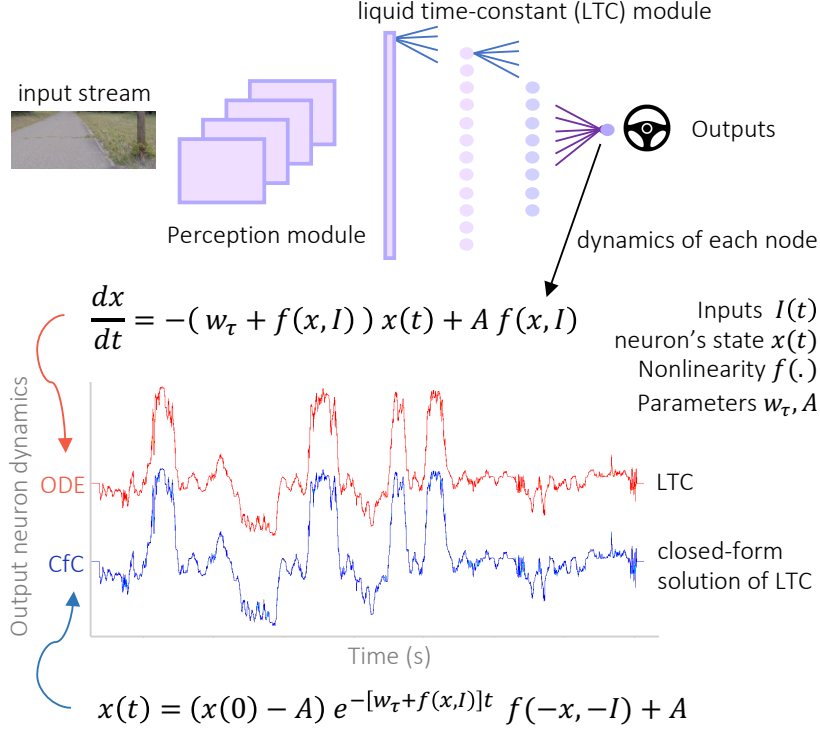 liquid time-constant (LTC) module
input stream
Perception module
Outputs
dynamics of each node
dx/dt = −( w_τ + f(x, I) ) x(t) + A f(x, I)
Inputs I(t)
neuron's state x(t)
Nonlinearity f(.)
Parameters w_τ, A
Output neuron dynamics
ODE
LTC
CfC
closed-form
solution of LTC
Time (s)
x(t) = (x(0) − A) e^{−[w_τ+f(x,I)]t} f(−x, −I) + A